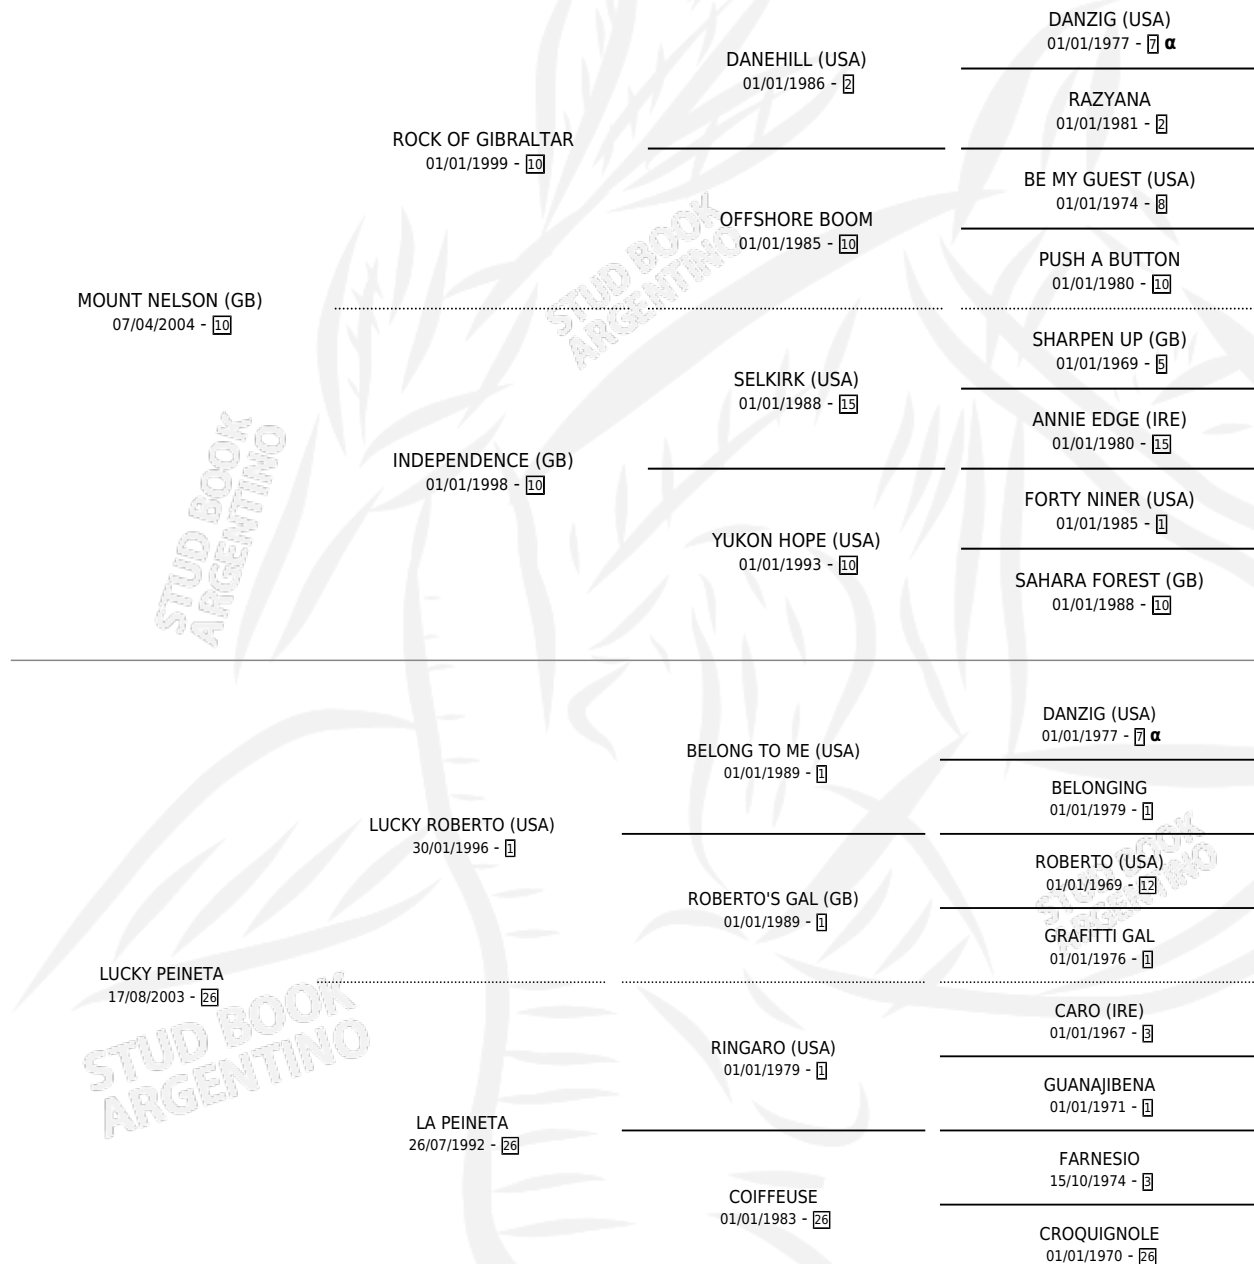 DANZIG (USA)
01/01/1977 - 7 α
DANEHILL (USA)
01/01/1986 - 2
RAZYANA
01/01/1981 - 2
ROCK OF GIBRALTAR
01/01/1999 - 10
BE MY GUEST (USA)
01/01/1974 - 8
OFFSHORE BOOM
01/01/1985 - 10
PUSH A BUTTON
01/01/1980 - 10
MOUNT NELSON (GB)
07/04/2004 - 10
SHARPEN UP (GB)
01/01/1969 - 5
SELKIRK (USA)
01/01/1988 - 15
ANNIE EDGE (IRE)
01/01/1980 - 15
INDEPENDENCE (GB)
01/01/1998 - 10
FORTY NINER (USA)
01/01/1985 - 1
YUKON HOPE (USA)
01/01/1993 - 10
SAHARA FOREST (GB)
01/01/1988 - 10
DANZIG (USA)
01/01/1977 - 7 α
BELONG TO ME (USA)
01/01/1989 - 1
BELONGING
01/01/1979 - 1
LUCKY ROBERTO (USA)
30/01/1996 - 1
ROBERTO (USA)
01/01/1969 - 12
ROBERTO'S GAL (GB)
01/01/1989 - 1
GRAFITTI GAL
01/01/1976 - 1
LUCKY PEINETA
17/08/2003 - 26
CARO (IRE)
01/01/1967 - 3
RINGARO (USA)
01/01/1979 - 1
GUANAJIBENA
01/01/1971 - 1
LA PEINETA
26/07/1992 - 26
FARNESIO
15/10/1974 - 3
COIFFEUSE
01/01/1983 - 26
CROQUIGNOLE
01/01/1970 - 26
STUD BOOK
ARGENTINO
STUD BOOK
ARGENTINO
STUD BOOK
ARGENTINO
STUD BOOK
ARGENTINO